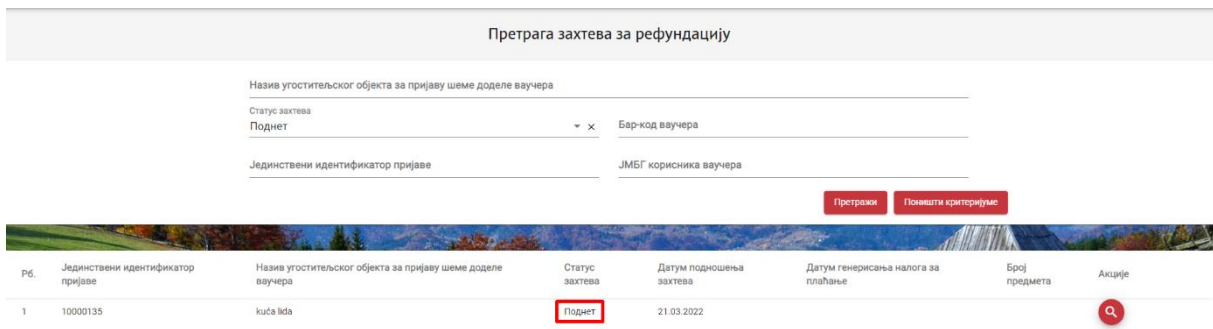 Претрага захтева за рефундацију
Назив угоститељског објекта за пријаву шеме доделе ваучера
Статус захтева
Поднет
×
Бар-код ваучера
Јединствени идентификатор пријаве
ЈМБГ корисника ваучера
Претражи
Поништи критеријуме
Рб.
Јединствени идентификатор
пријаве
Назив угоститељског објекта за пријаву шеме доделе
ваучера
Статус
захтева
Датум подношења
захтева
Датум генерисања налога за
плаћање
Број
предмета
Акције
1
10000135
kuća lida
Поднет
21.03.2022